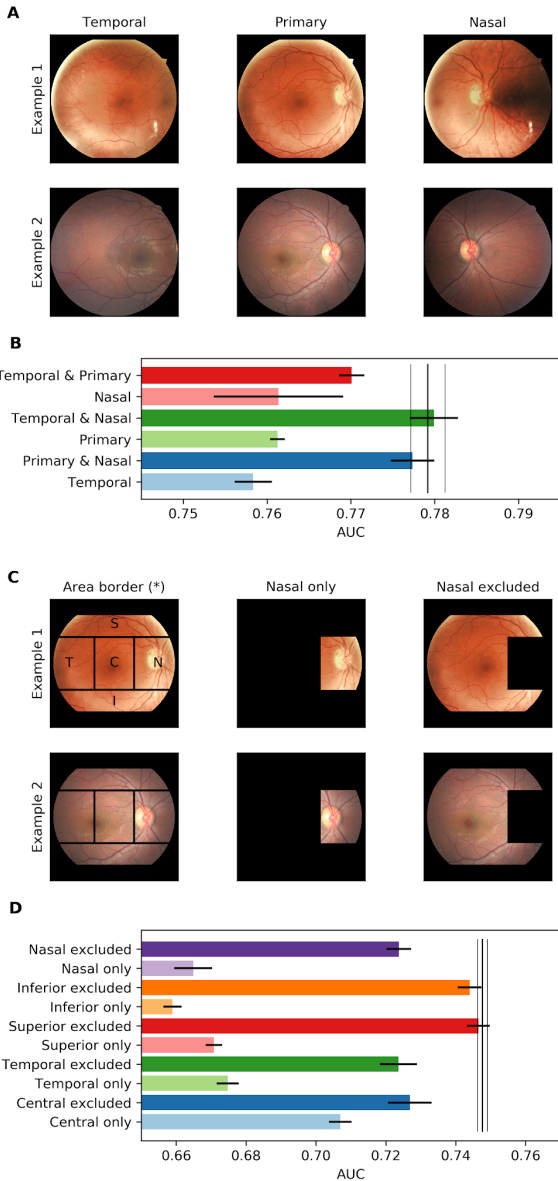 A
Temporal Primary Nasal
Example 1
Example 2
B
Temporal & Primary
Nasal
Temporal & Nasal
Primary
Primary & Nasal
Temporal
0.75 0.76 0.77 0.78 0.79
AUC
C
Area border (*) Nasal only Nasal excluded
Example 1
S
T C N
I
Example 2
D
Nasal excluded
Nasal only
Inferior excluded
Inferior only
Superior excluded
Superior only
Temporal excluded
Temporal only
Central excluded
Central only
0.66 0.68 0.70 0.72 0.74 0.76
AUC